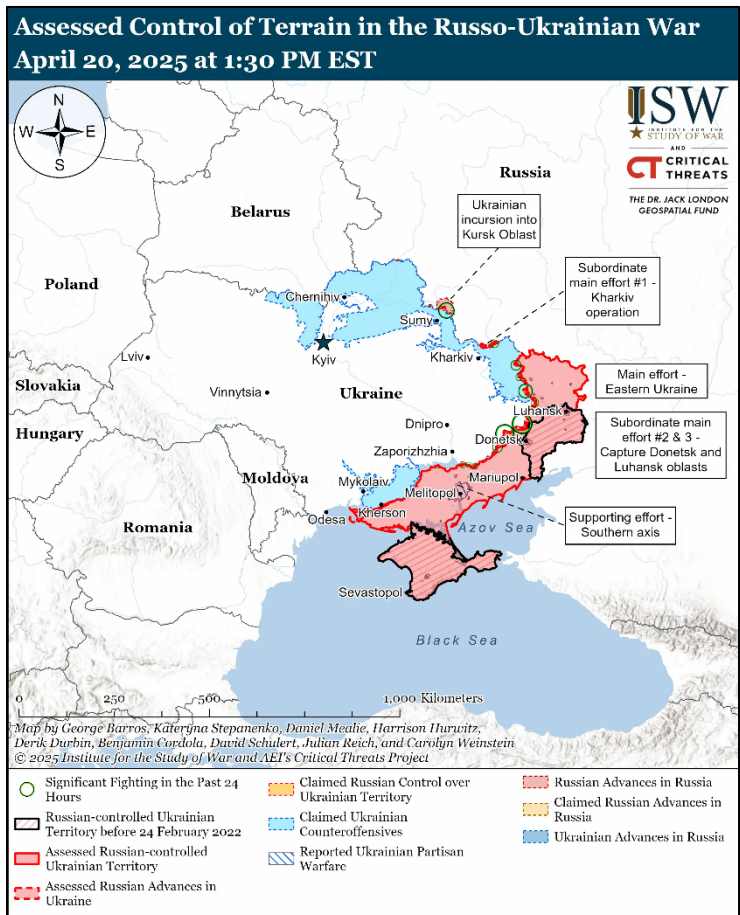 Assessed Control of Terrain in the Russo-Ukrainian War
April 20, 2025 at 1:30 PM EST
N
W
E
S
ISW
INSTITUTE FOR THE
STUDY OF WAR
AND
CT CRITICAL
THREATS
THE DR. JACK LONDON
GEOSPATIAL FUND
Russia
Belarus
Ukrainian
incursion into
Kursk Oblast
Poland
Subordinate
main effort #1 -
Kharkiv
operation
Chernihiv
Sumy
Kyiv
Kharkiv
Lviv
Slovakia
Vinnytsia
Ukraine
Main effort -
Eastern Ukraine
Hungary
Luhansk
Dnipro
Donetsk
Subordinate main
effort #2 & 3 -
Capture Donetsk and
Luhansk oblasts
Zaporizhzhia
Moldova
Mykolaiv
Mariupol
Melitopol
Odesa
Kherson
Romania
Azov Sea
Supporting effort -
Southern axis
Sevastopol
Black Sea
0 250 500 1,000 Kilometers
Map by George Barros, Kateryna Stepanenko, Daniel Mealie, Harrison Hurwitz,
Derik Durbin, Benjamin Cordola, David Schulert, Julian Reich, and Carolyn Weinstein
© 2025 Institute for the Study of War and AEI's Critical Threats Project
Significant Fighting in the Past 24
Hours
Russian-controlled Ukrainian
Territory before 24 February 2022
Assessed Russian-controlled
Ukrainian Territory
Assessed Russian Advances in
Ukraine
Claimed Russian Control over
Ukrainian Territory
Claimed Ukrainian
Counteroffensives
Reported Ukrainian Partisan
Warfare
Russian Advances in Russia
Claimed Russian Advances in
Russia
Ukrainian Advances in Russia